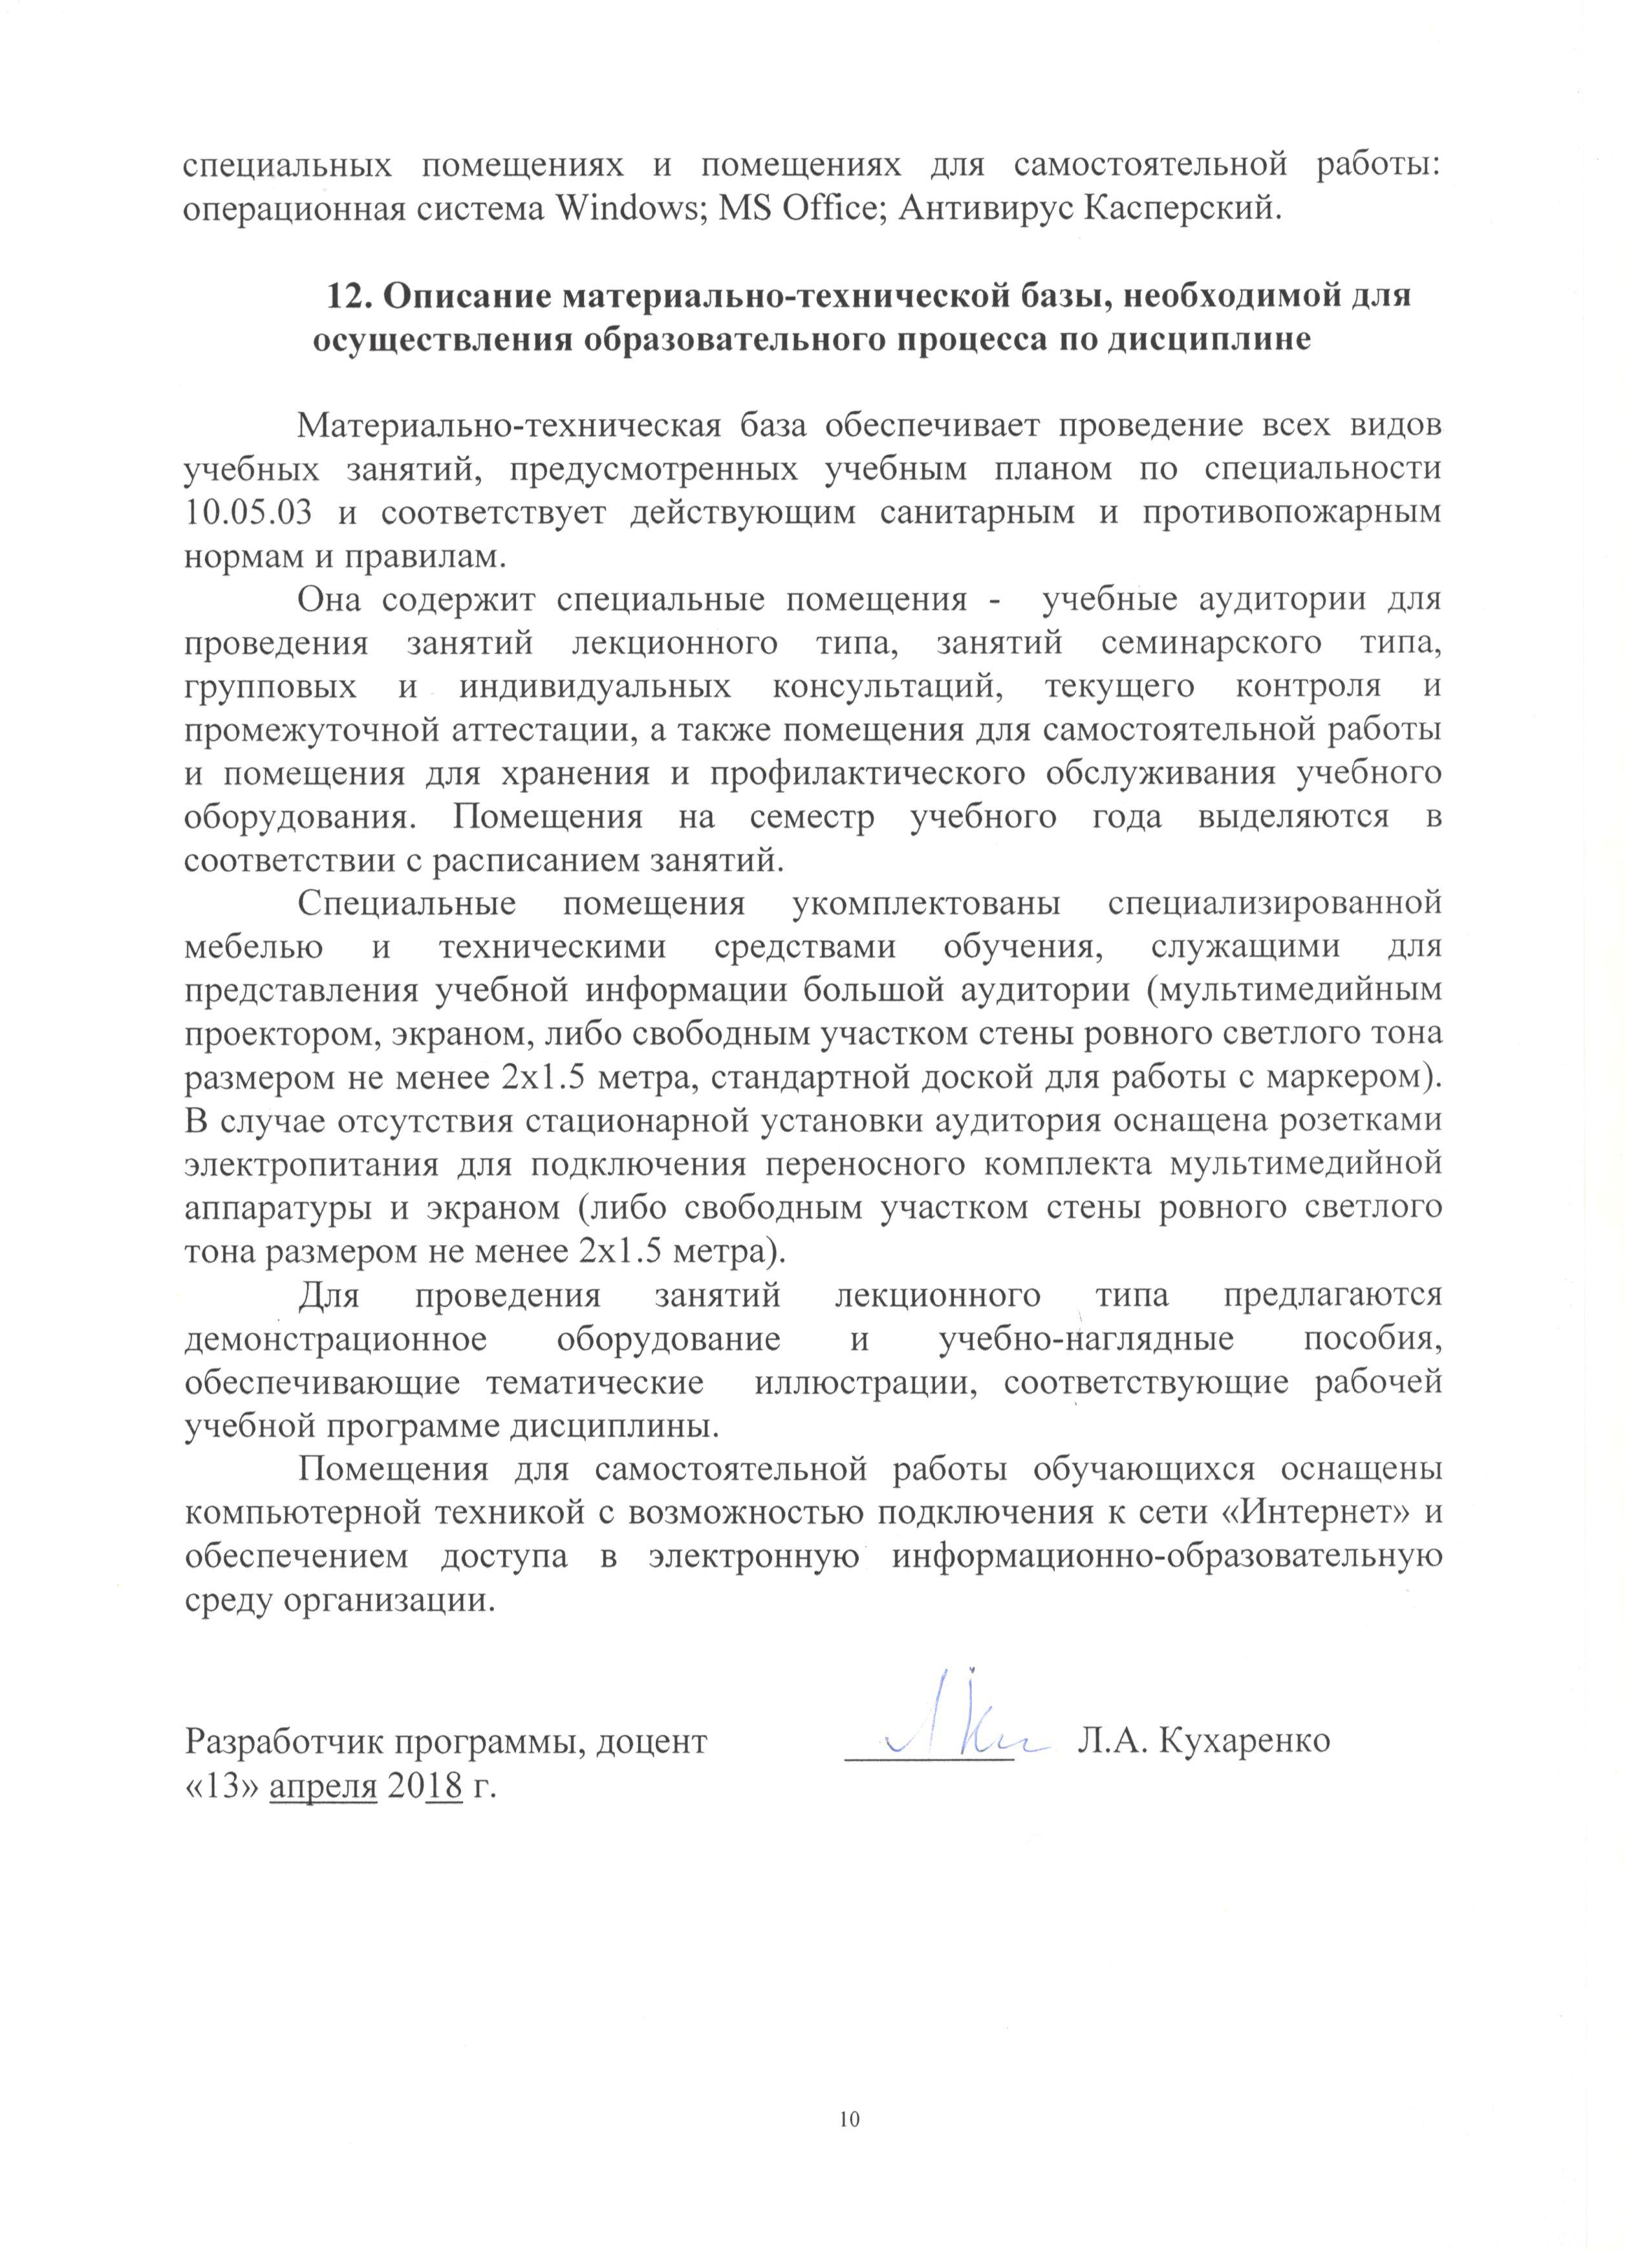 специальных помещениях и помещениях для самостоятельной работы:
операционная система Windows; MS Office; Антивирус Касперский.
12. Описание материально-технической базы, необходимой для
осуществления образовательного процесса по дисциплине
Материально-техническая база обеспечивает проведение всех видов
учебных занятий, предусмотренных учебным планом по специальности
10.05.03 и соответствует действующим санитарным и противопожарным
нормам и правилам.
Она содержит специальные помещения - учебные аудитории для
проведения занятий лекционного типа, занятий семинарского типа,
групповых и индивидуальных консультаций, текущего контроля и
промежуточной аттестации, а также помещения для самостоятельной работы
и помещения для хранения и профилактического обслуживания учебного
оборудования. Помещения на семестр учебного года выделяются в
соответствии с расписанием занятий.
Специальные помещения укомплектованы специализированной
мебелью и техническими средствами обучения, служащими для
представления учебной информации большой аудитории (мультимедийным
проектором, экраном, либо свободным участком стены ровного светлого тона
размером не менее 2х1.5 метра, стандартной доской для работы с маркером).
В случае отсутствия стационарной установки аудитория оснащена розетками
электропитания для подключения переносного комплекта мультимедийной
аппаратуры и экраном (либо свободным участком стены ровного светлого
тона размером не менее 2х1.5 метра).
Для проведения занятий лекционного типа предлагаются
демонстрационное оборудование и учебно-наглядные пособия,
обеспечивающие тематические иллюстрации, соответствующие рабочей
учебной программе дисциплины.
Помещения для самостоятельной работы обучающихся оснащены
компьютерной техникой с возможностью подключения к сети «Интернет» и
обеспечением доступа в электронную информационно-образовательную
среду организации.
Разработчик программы, доцент Л.А. Кухаренко
«13» апреля 2018 г.
10